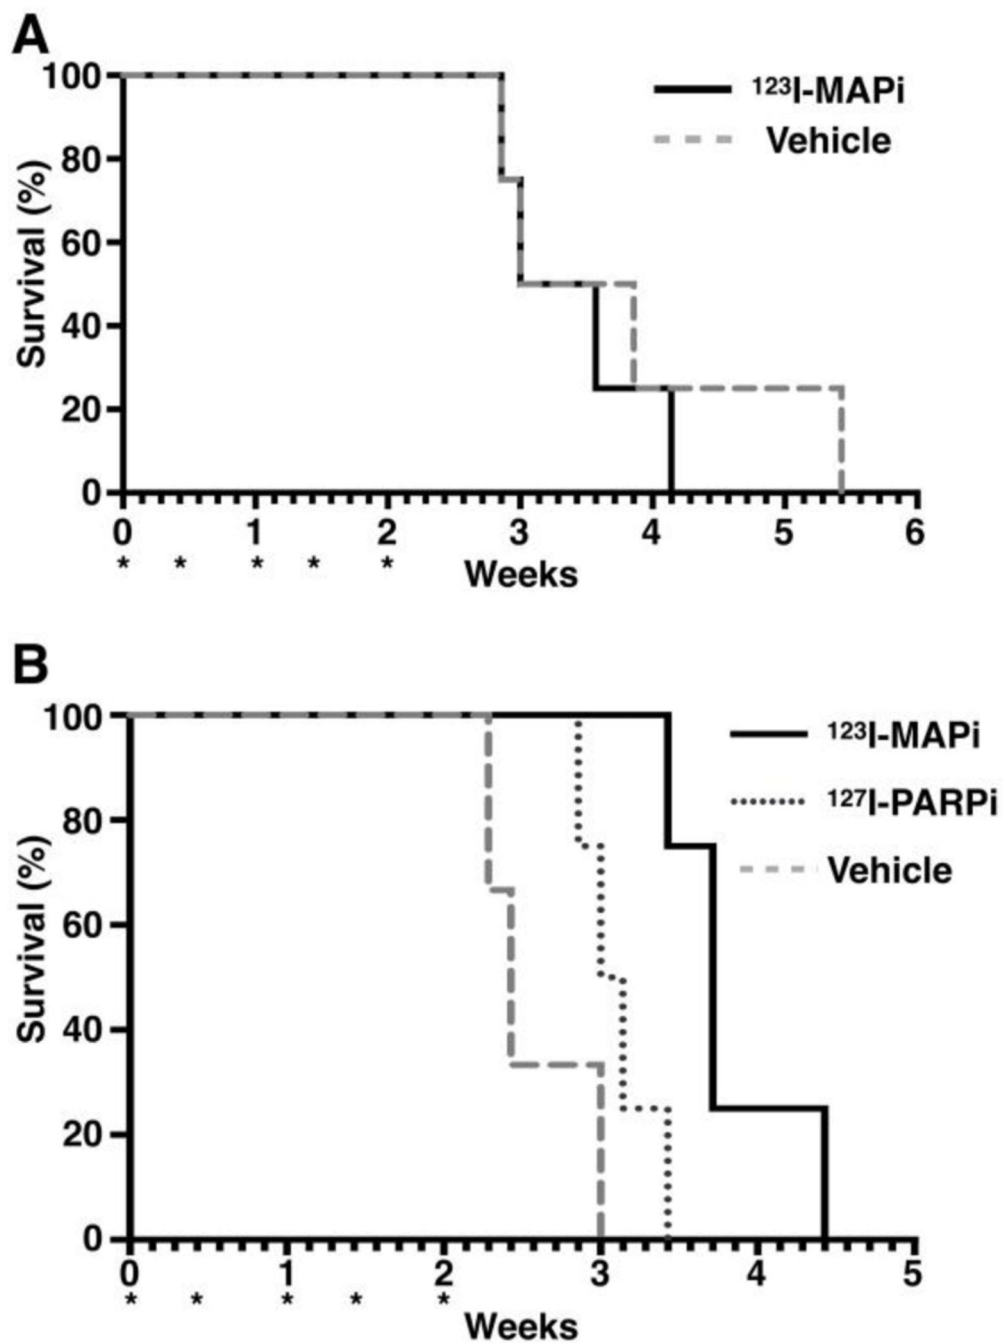 A
100
80
60
40
20
0
Survival (%)
¹²³I-MAPi
Vehicle
0 1 2 3 4 5 6
* * * * *
Weeks
B
100
80
60
40
20
0
Survival (%)
¹²³I-MAPi
¹²⁷I-PARPi
Vehicle
0 1 2 3 4 5
* * * * *
Weeks